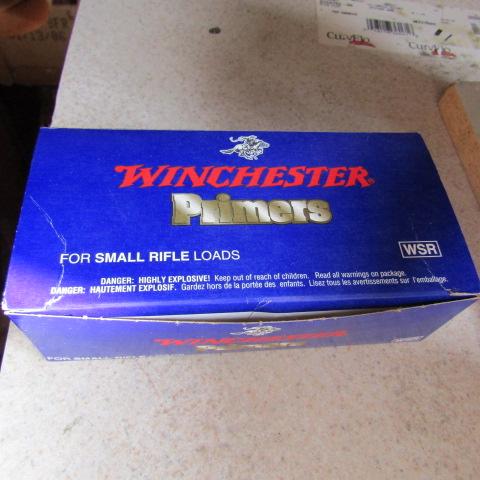 WINCHESTER
Primers
FOR SMALL RIFLE LOADS
WSR
DANGER: HIGHLY EXPLOSIVE! Keep out of reach of children. Read all warnings on package.
DANGER: HAUTEMENT EXPLOSIF. Gardez hors de la portée des enfants. Lisez tous les avertissements sur l'emballage.
WINCHESTER
Primers
FOR SMALL RIFLE
WSR